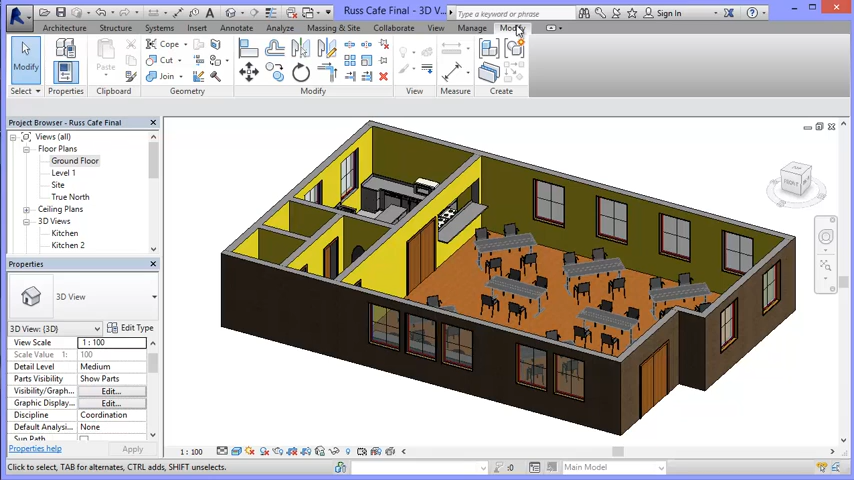 Russ Cafe Final - 3D V...
Type a keyword or phrase
Sign In
Architecture Structure Systems Insert Annotate Analyze Massing & Site Collaborate View Manage Modify
Modify
Properties
Paste
Cope
Cut
Join
Select Properties Clipboard Geometry Modify View Measure Create
Project Browser - Russ Cafe Final
Views (all)
Floor Plans
Ground Floor
Level 1
Site
True North
Ceiling Plans
3D Views
Kitchen
Kitchen 2
FRONT
Properties
3D View
3D View: {3D} Edit Type
View Scale 1 : 100
Scale Value 1: 100
Detail Level Medium
Parts Visibility Show Parts
Visibility/Graph... Edit...
Graphic Display... Edit...
Discipline Coordination
Default Analysi... None
Sun Path
Properties help Apply
1 : 100
Click to select, TAB for alternates, CTRL adds, SHIFT unselects.
:0
Main Model